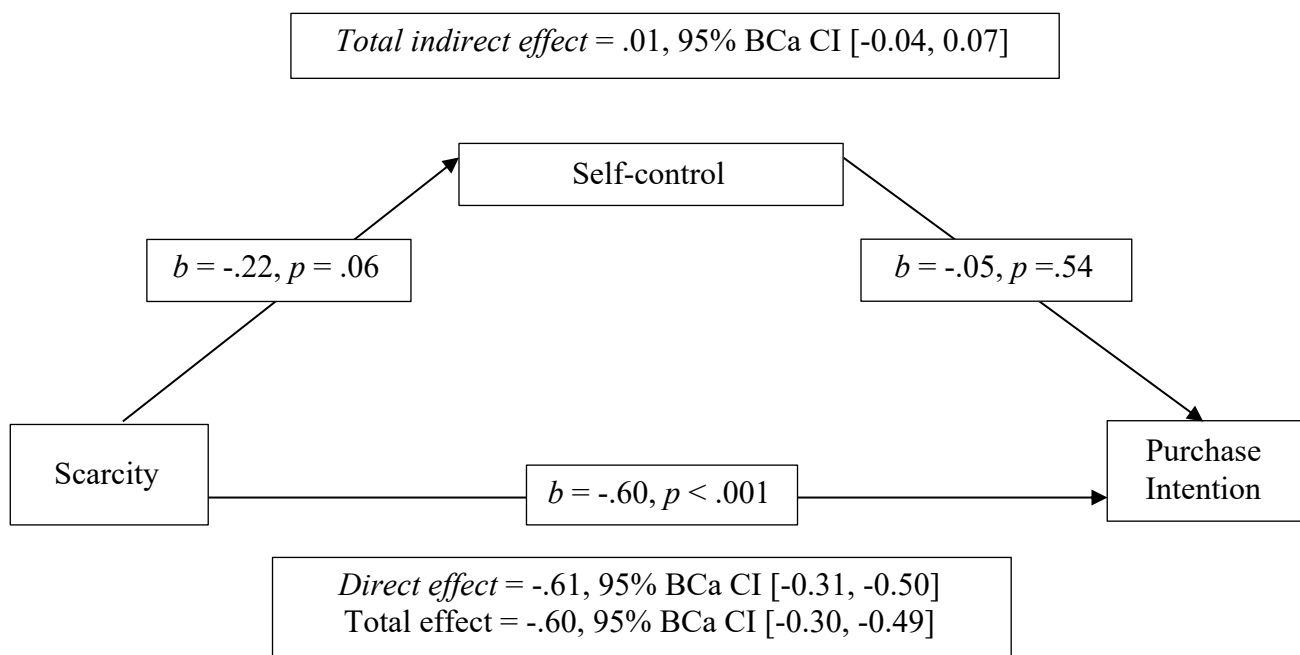 Total indirect effect = .01, 95% BCa CI [-0.04, 0.07]
Self-control
b = -.22, p = .06
b = -.05, p =.54
Scarcity
b = -.60, p < .001
Purchase
Intention
Direct effect = -.61, 95% BCa CI [-0.31, -0.50]
Total effect = -.60, 95% BCa CI [-0.30, -0.49]